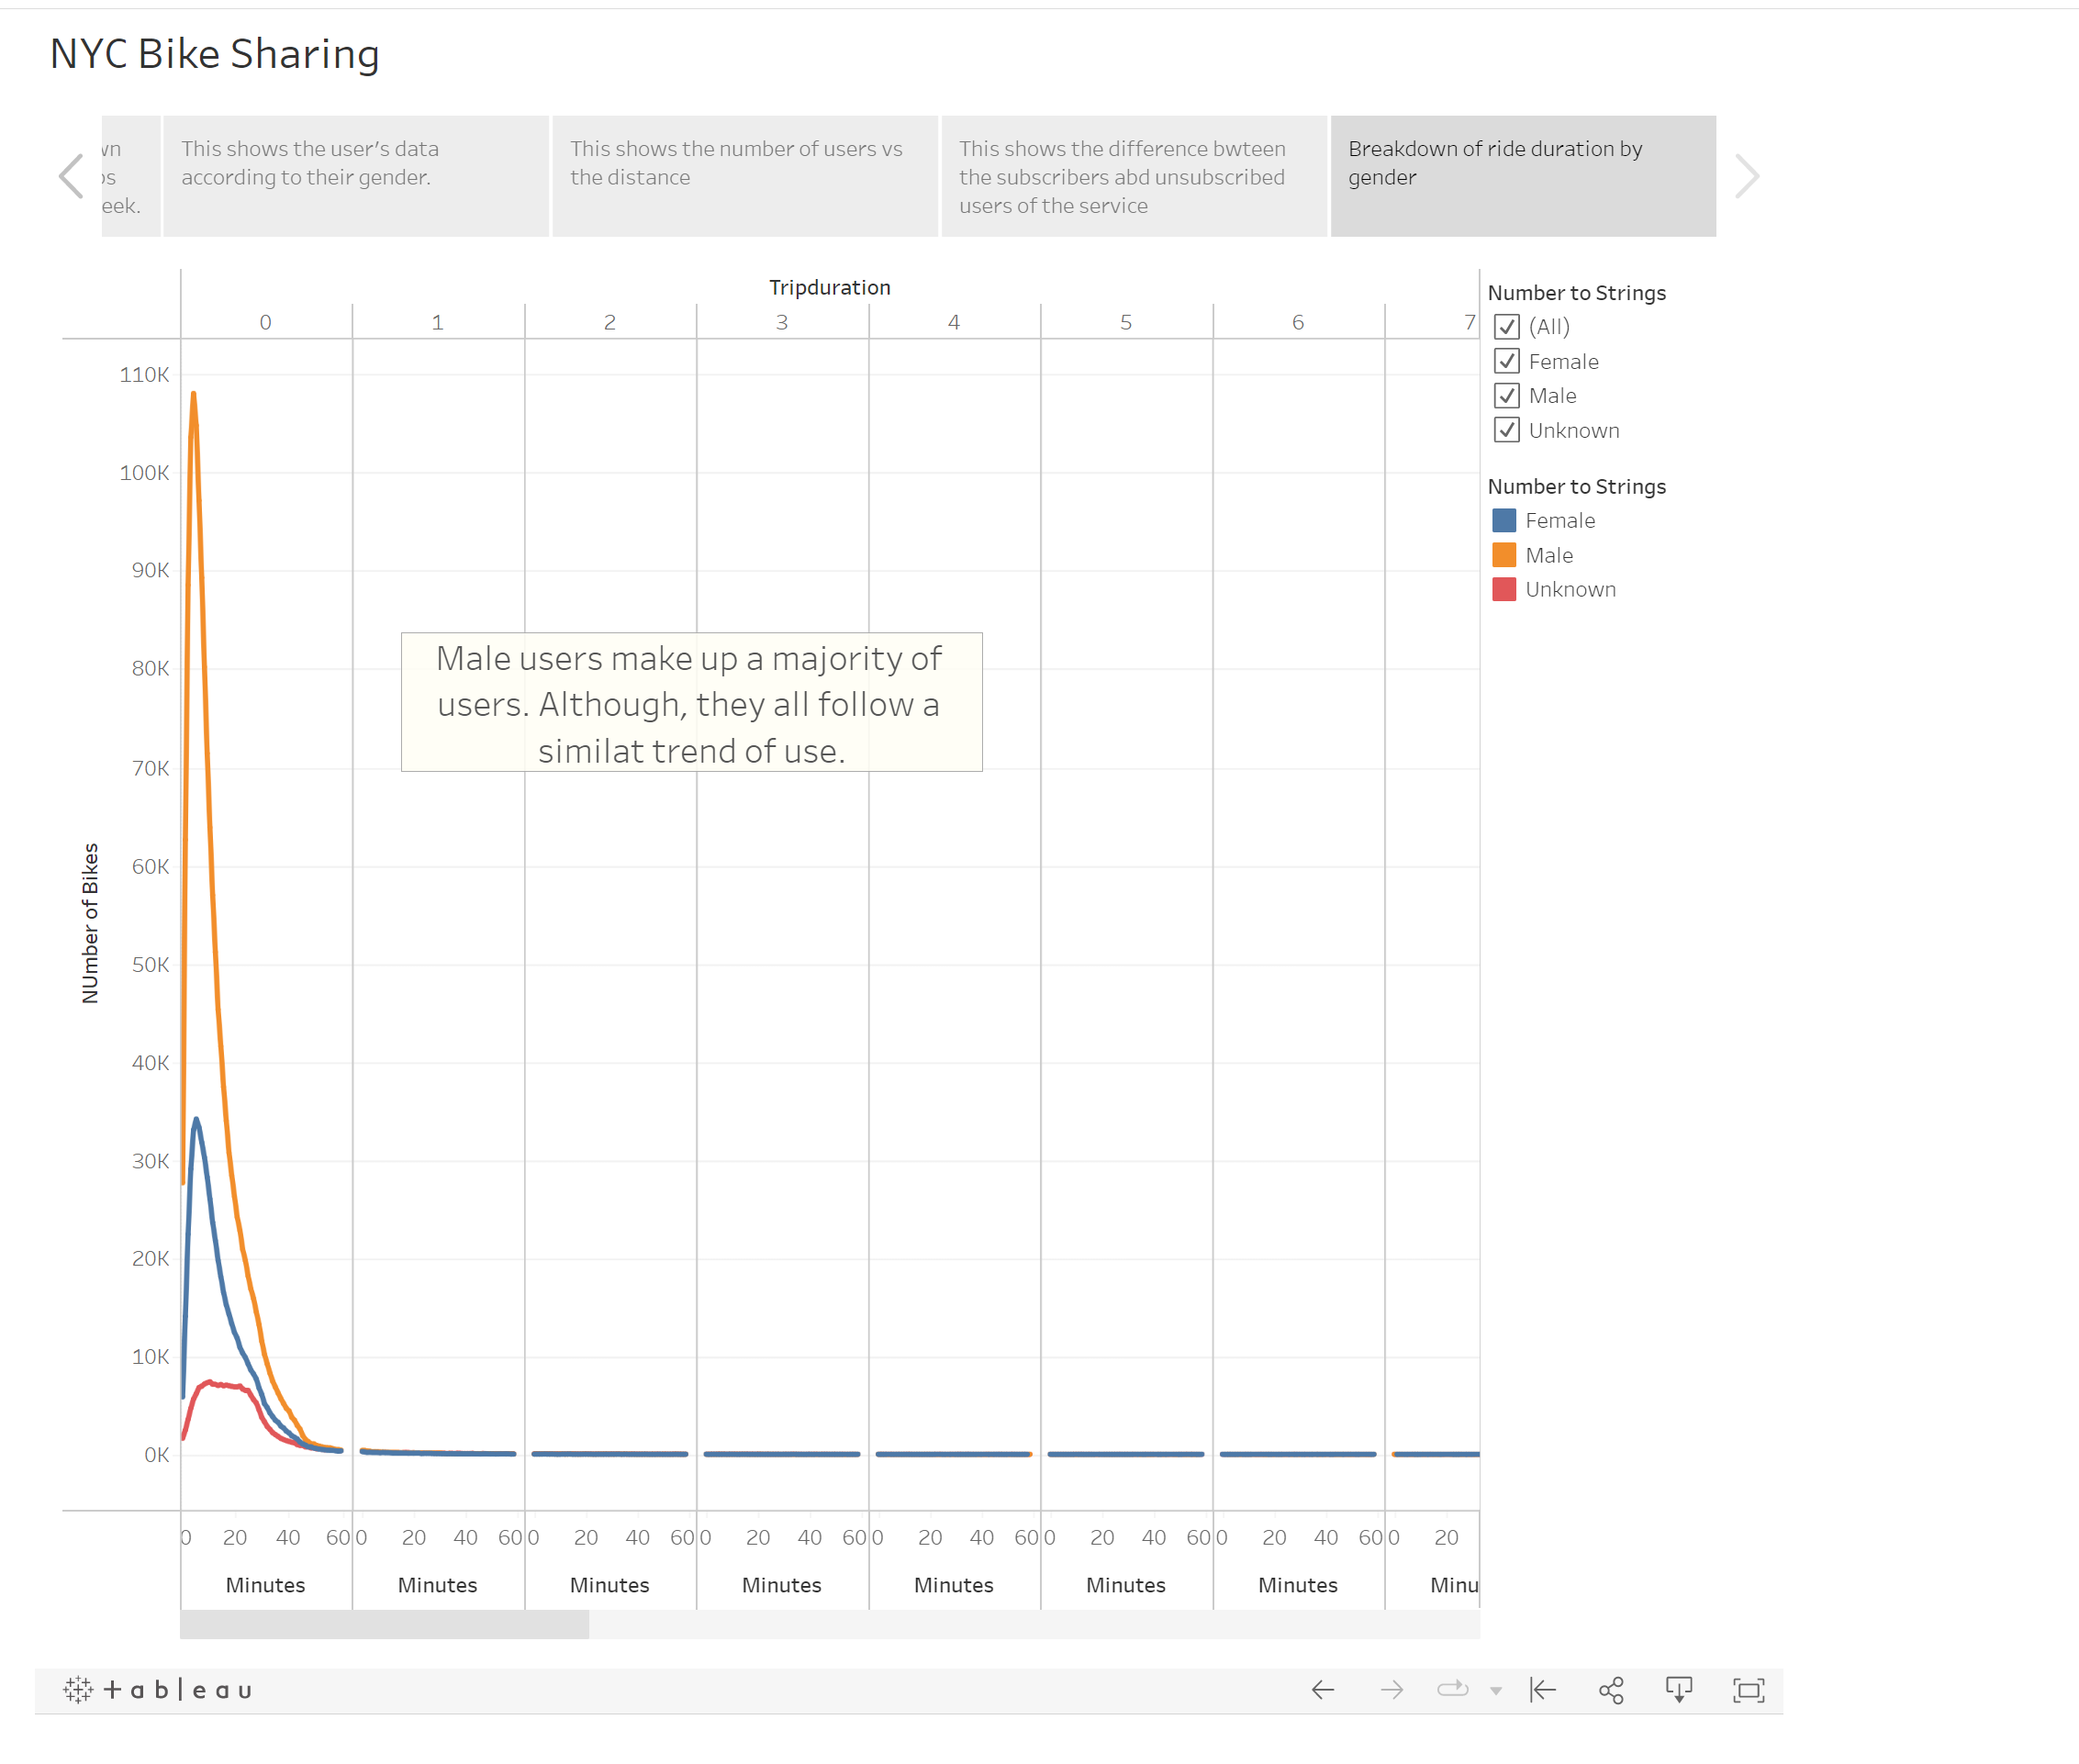 NYC Bike Sharing
wn
ps
eek.
This shows the user's data
according to their gender.
This shows the number of users vs
the distance
This shows the difference bwteen
the subscribers abd unsubscribed
users of the service
Breakdown of ride duration by
gender
Tripduration
0 1 2 3 4 5 6 7
110K
100K
90K
80K
70K
60K
50K
40K
30K
20K
10K
0K
NUmber of Bikes
Male users make up a majority of
users. Although, they all follow a
similat trend of use.
0 20 40 60 0 20 40 60 0 20 40 60 0 20 40 60 0 20 40 60 0 20 40 60 0 20 40 60 0 20
Minutes Minutes Minutes Minutes Minutes Minutes Minutes Minu
Number to Strings
(All)
Female
Male
Unknown
Number to Strings
Female
Male
Unknown
+ableau